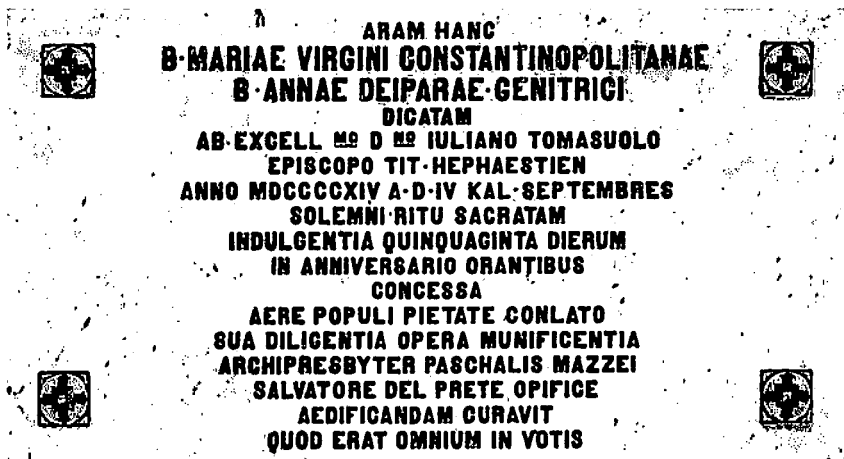 ARAM HANC
B·MARIAE VIRGINI CONSTANTINOPOLITANAE
B·ANNAE DEIPARAE·GENITRICI
DICATAM
AB·EXCELL MO D NO IULIANO TOMASUOLO
EPISCOPO TIT·HEPHAESTIEN
ANNO MDCCCCXIV A·D·IV KAL·SEPTEMBRES
SOLEMNI·RITU SACRATAM
INDULGENTIA QUINQUAGINTA DIERUM
IN ANNIVERSARIO ORANTIBUS
CONCESSA
AERE POPULI PIETATE CONLATO
SUA DILIGENTIA OPERA MUNIFICENTIA
ARCHIPRESBYTER PASCHALIS MAZZEI
SALVATORE DEL PRETE OPIFICE
AEDIFICANDAM CURAVIT
QUOD ERAT OMNIUM IN VOTIS